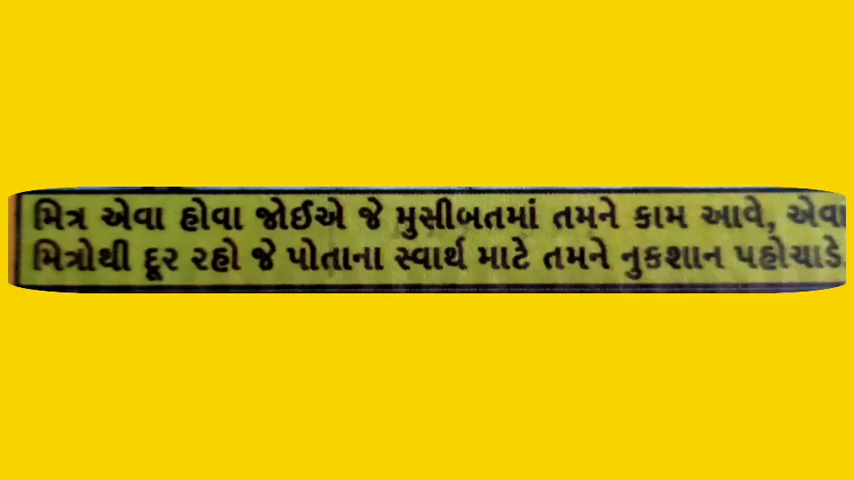 મિત્ર એવા હોવા જોઈએ જે મુસીબતમાં તમને કામ આવે, એવા
મિત્રોથી દૂર રહો જે પોતાના સ્વાર્થ માટે તમને નુકશાન પહોચાડે.